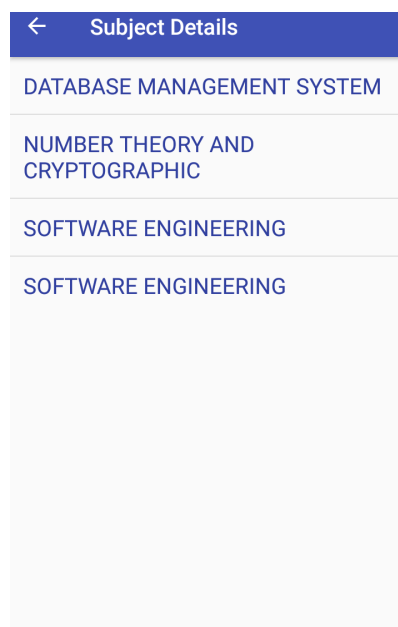 Subject Details
DATABASE MANAGEMENT SYSTEM
NUMBER THEORY AND
CRYPTOGRAPHIC
SOFTWARE ENGINEERING
SOFTWARE ENGINEERING